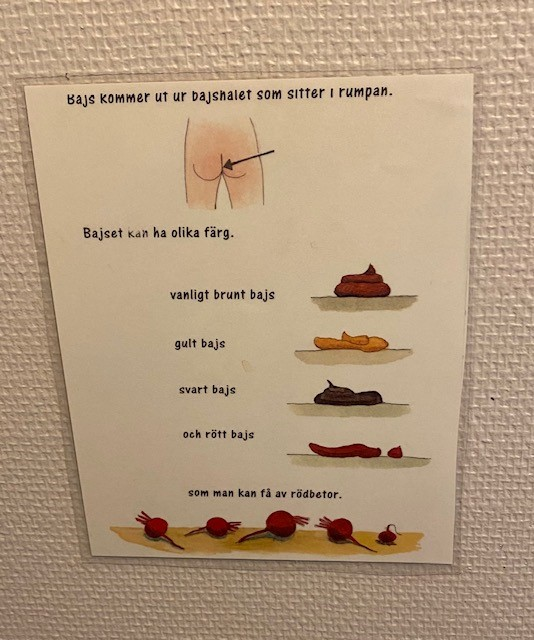 Bajs kommer ut ur bajshålet som sitter i rumpan.
Bajset kan ha olika färg.
vanligt brunt bajs
gult bajs
svart bajs
och rött bajs
som man kan få av rödbetor.